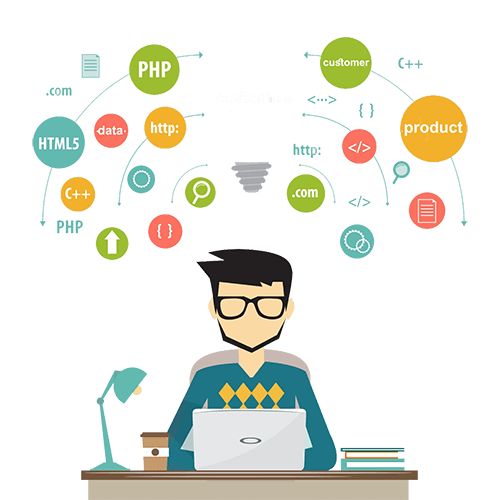 PHP
customer
C++
.com
<···>
{ }
HTML5
data
http:
product
http:
</>
C++
.com
</>
PHP
{ }